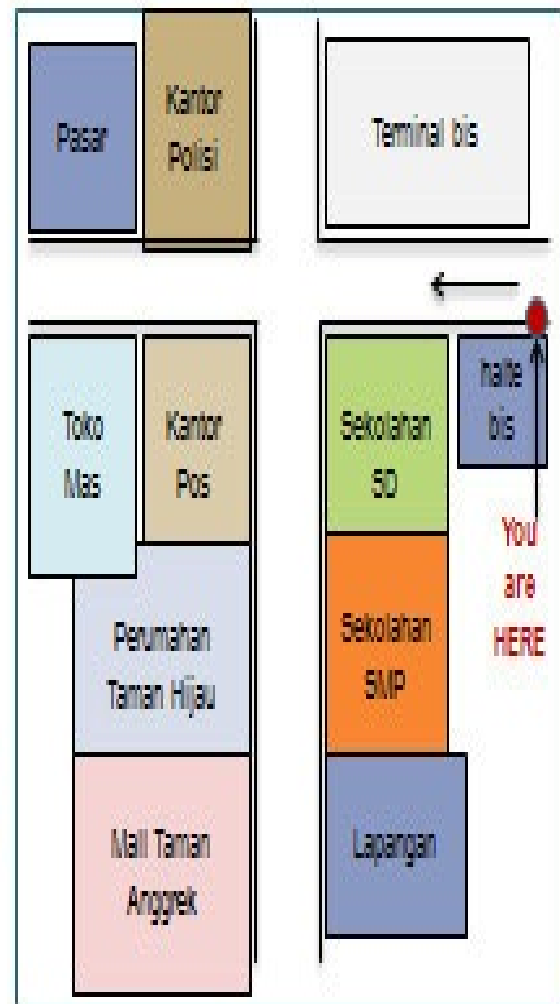 Pasar
Kantor
Polisi
Teminal bis
Toko
Mas
Kantor
Pos
Sekolahan
SD
halte
bis
You
are
HERE
Perumahan
Taman Hijau
Sekolahan
SMP
Mall Taman
Anggrek
Lapangan